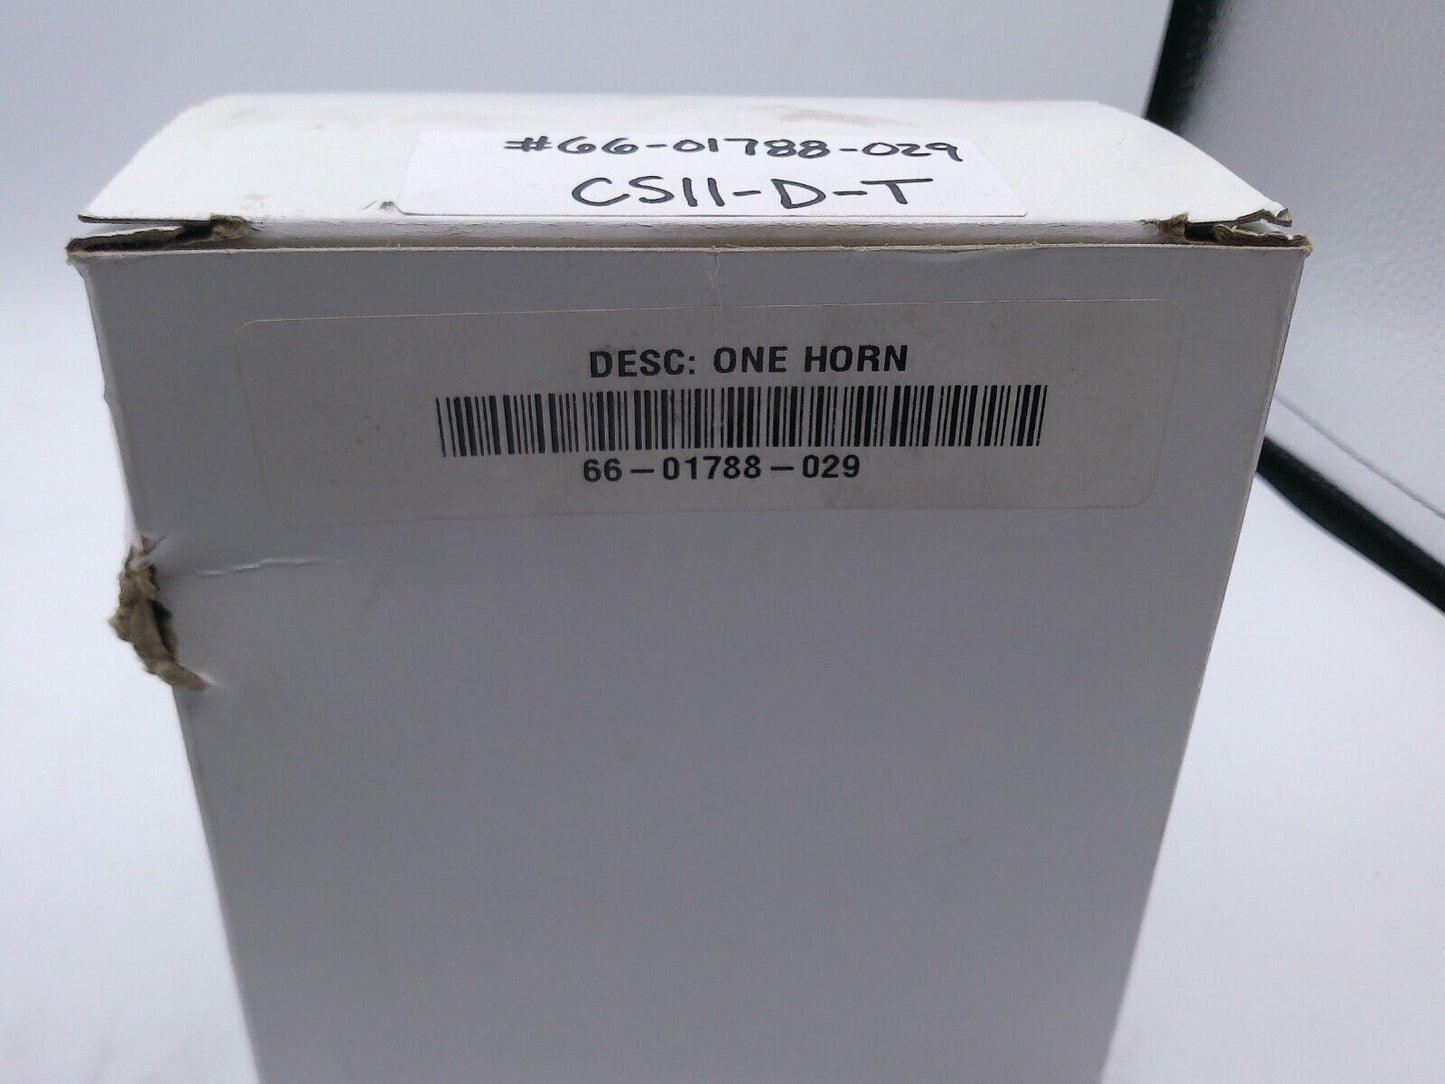 #66-01788-029
CS11-D-T
DESC: ONE HORN
66-01788-029